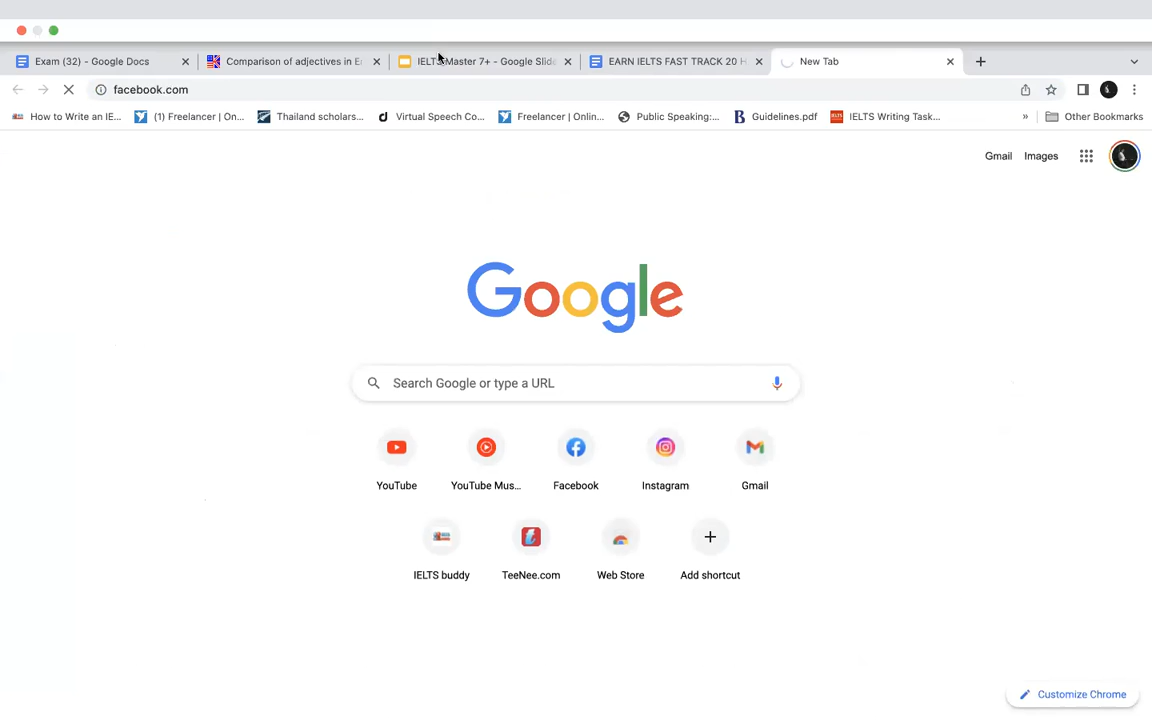 Exam (32) - Google Docs
Comparison of adjectives in E
IELTS Master 7+ - Google Slide
EARN IELTS FAST TRACK 20 H
New Tab
facebook.com
How to Write an IE...
(1) Freelancer | On...
Thailand scholars...
Virtual Speech Co...
Freelancer | Onlin...
Public Speaking:...
Guidelines.pdf
IELTS Writing Task...
»
Other Bookmarks
Gmail
Images
Google
Search Google or type a URL
YouTube
YouTube Mus...
Facebook
Instagram
Gmail
IELTS buddy
TeeNee.com
Web Store
Add shortcut
Customize Chrome